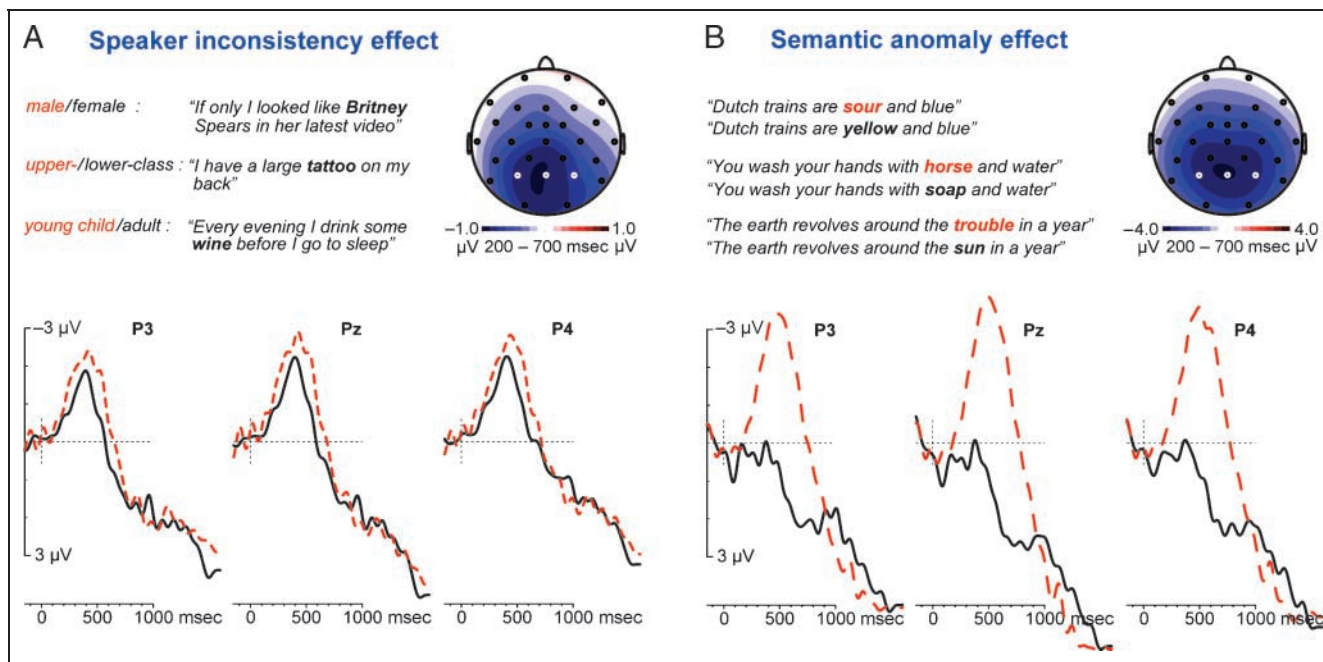 A Speaker inconsistency effect
male/female : “If only I looked like Britney
Spears in her latest video”
upper-/lower-class : “I have a large tattoo on my
back”
young child/adult : “Every evening I drink some
wine before I go to sleep”
−1.0 1.0
µV 200 – 700 msec µV
−3 µV
P3
Pz
P4
3 µV
0 500 1000
0 500 1000 msec
0 500 1000 msec
B Semantic anomaly effect
“Dutch trains are sour and blue”
“Dutch trains are yellow and blue”
“You wash your hands with horse and water”
“You wash your hands with soap and water”
“The earth revolves around the trouble in a year”
“The earth revolves around the sun in a year”
−4.0 4.0
µV 200 – 700 msec µV
−3 µV
P3
Pz
P4
3 µV
0 500 1000
0 500 1000 msec
0 500 1000 msec